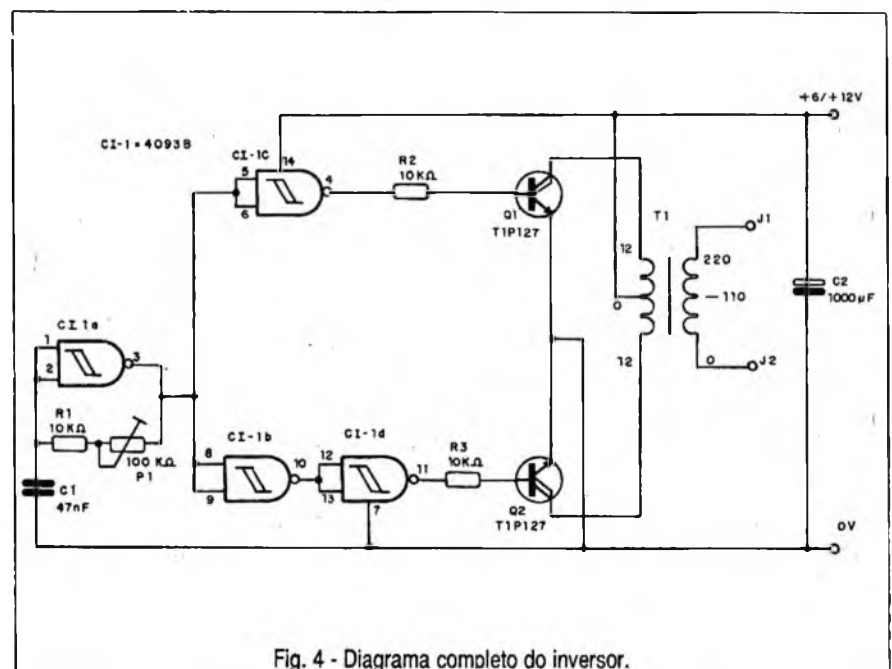 +6/+12V
CI-1 = 4093B
CI-1C
14
5
6
4
R2
10KΩ
Q1
T1P127
T1
J1
12
220
0
110
C2
1000µF
12
0
J2
CI 1a
1
2
3
R1
10KΩ
100 KΩ
P1
C1
47nF
CI-1b
8
9
10
CI-1d
12
13
11
7
R3
10KΩ
Q2
T1P127
0V
Fig. 4 - Diagrama completo do inversor.